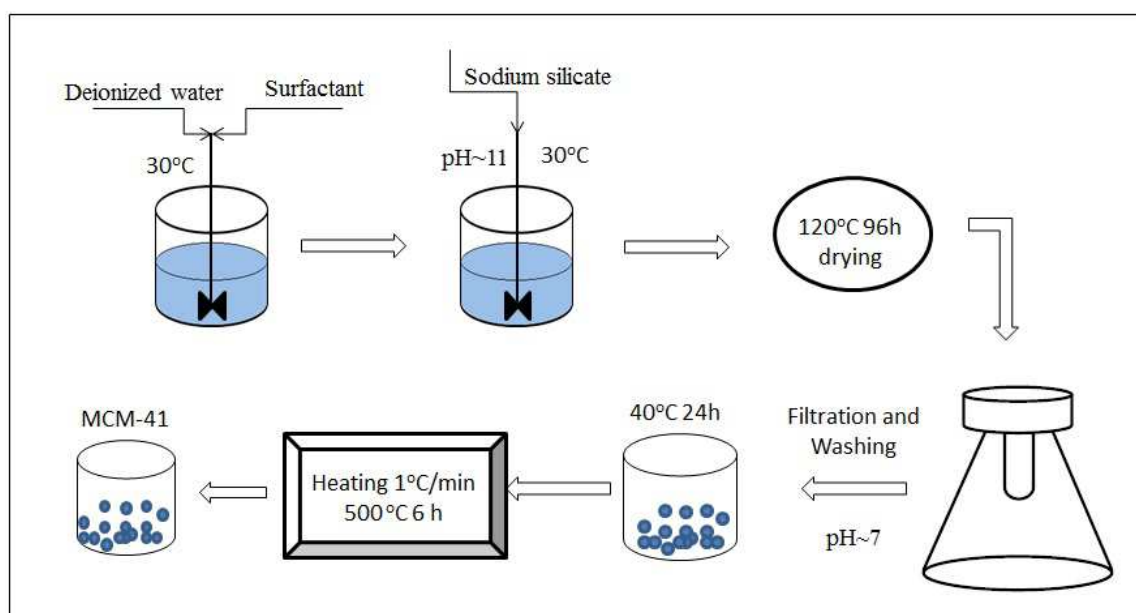 Deionized water
Surfactant
30°C
Sodium silicate
pH~11
30°C
120°C 96h
drying
Filtration and
Washing
pH~7
40°C 24h
Heating 1°C/min
500°C 6 h
MCM-41